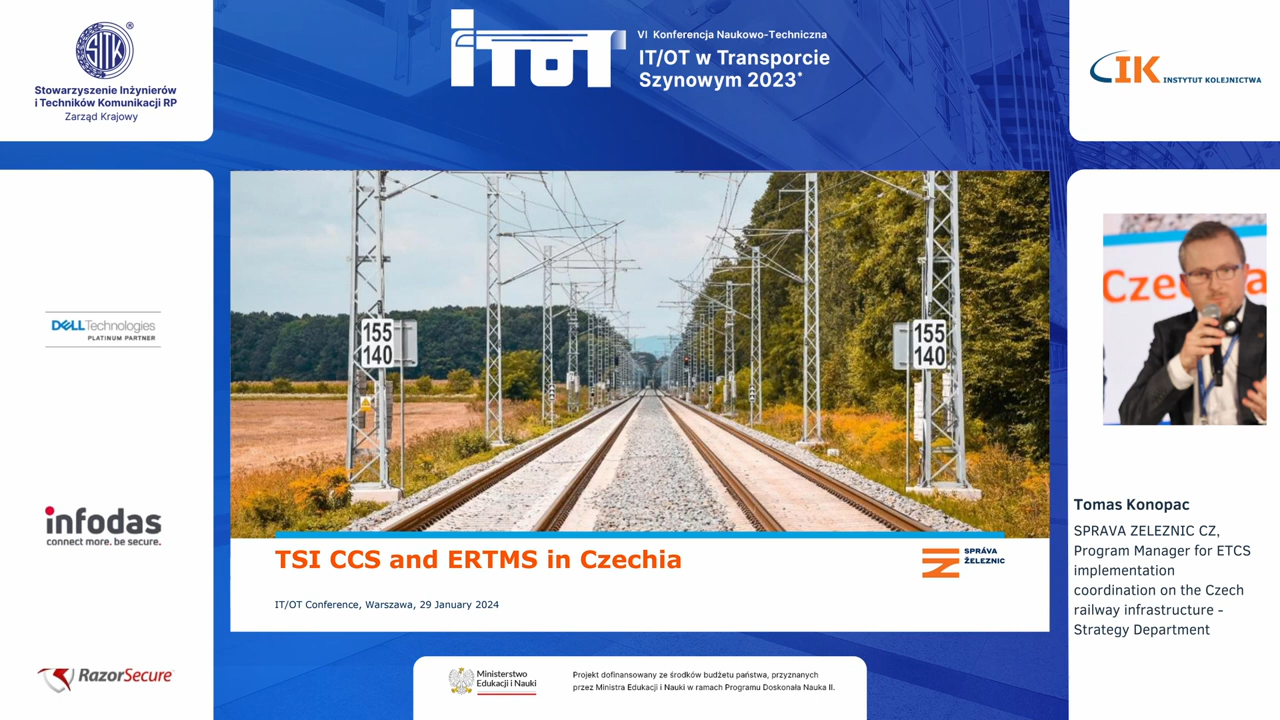 SITK
®
Stowarzyszenie Inżynierów
i Techników Komunikacji RP
Zarząd Krajowy
ITOT
VI Konferencja Naukowo-Techniczna
IT/OT w Transporcie
Szynowym 2023*
IK INSTYTUT KOLEJNICTWA
DELL Technologies
PLATINUM PARTNER
infodas
connect more. be secure.
RazorSecure
155
140
155
140
TSI CCS and ERTMS in Czechia
SPRÁVA
ŽELEZNIC
IT/OT Conference, Warszawa, 29 January 2024
Tomas Konopac
SPRAVA ZELEZNIC CZ,
Program Manager for ETCS
implementation
coordination on the Czech
railway infrastructure -
Strategy Department
Ministerstwo
Edukacji i Nauki
Projekt dofinansowany ze środków budżetu państwa, przyznanych
przez Ministra Edukacji i Nauki w ramach Programu Doskonała Nauka II.